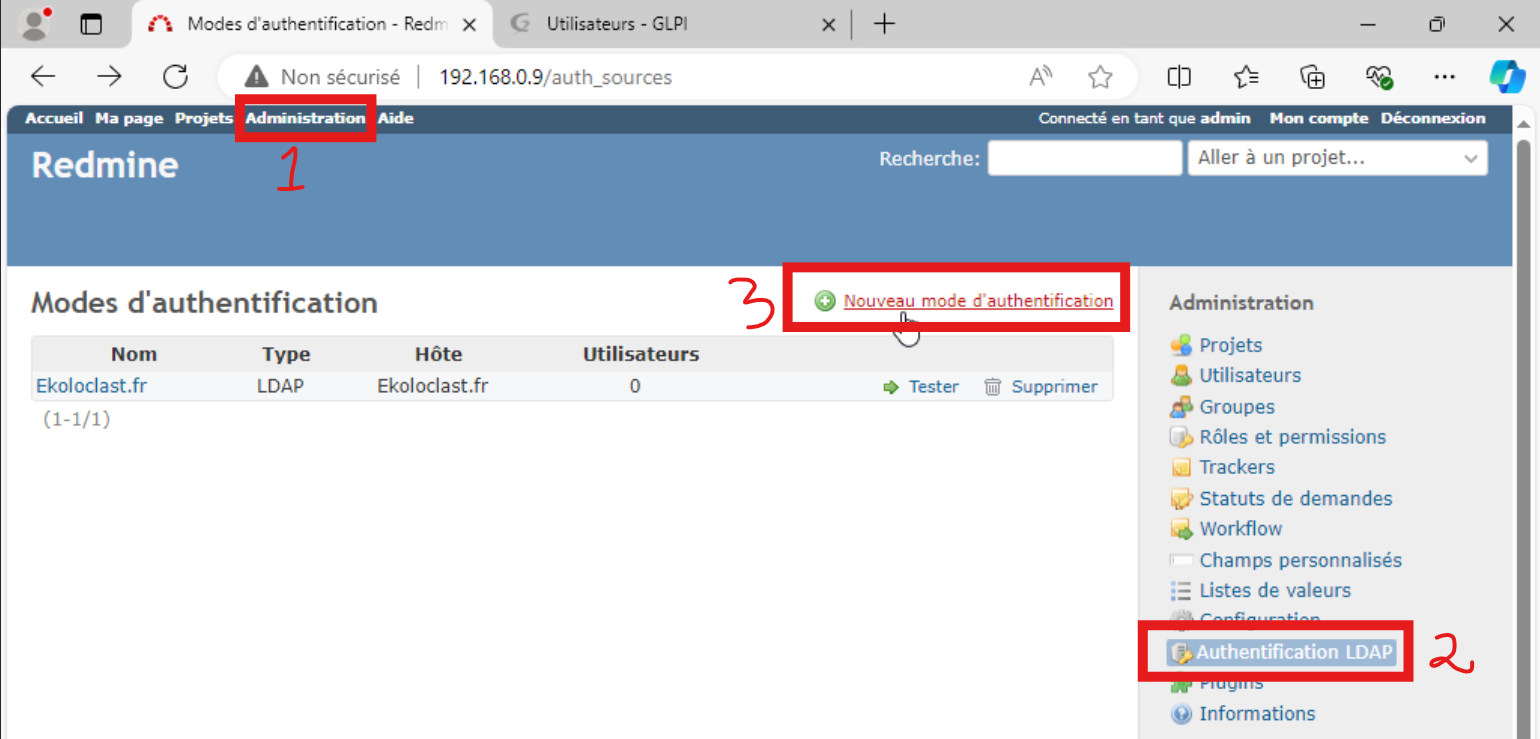 Modes d'authentification - Redm
Utilisateurs - GLPI
Non sécurisé 192.168.0.9/auth_sources
Accueil Ma page Projets Administration Aide
Connecté en tant que admin Mon compte Déconnexion
Redmine
1
Recherche:
Aller à un projet...
Modes d'authentification
3
Nouveau mode d'authentification
Nom Type Hôte Utilisateurs
Ekoloclast.fr LDAP Ekoloclast.fr 0 Tester Supprimer
(1-1/1)
Administration
Projets
Utilisateurs
Groupes
Rôles et permissions
Trackers
Statuts de demandes
Workflow
Champs personnalisés
Listes de valeurs
Configuration
Authentification LDAP
2
Plugins
Informations